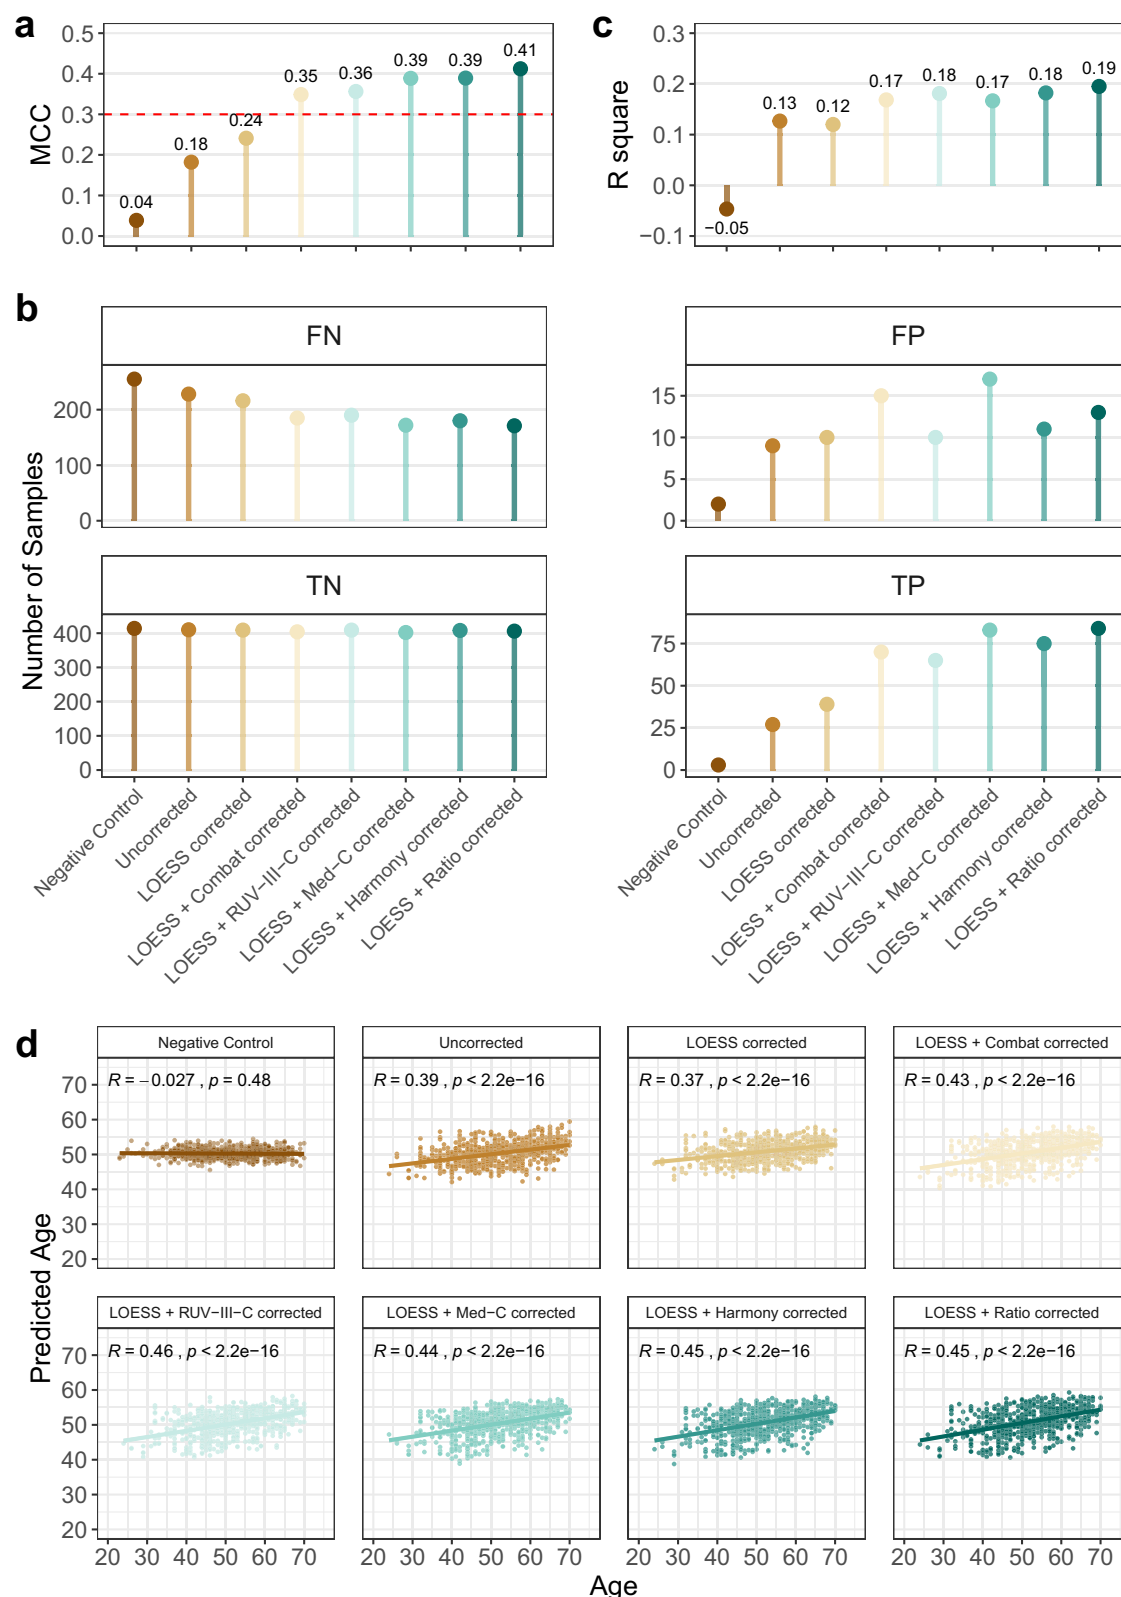 a
MCC
0.5
0.4
0.3
0.2
0.1
0.0
0.04
0.18
0.24
0.35
0.36
0.39
0.39
0.41
c
R square
0.3
0.2
0.1
0.0
−0.1
−0.05
0.13
0.12
0.17
0.18
0.17
0.18
0.19
b
Number of Samples
FN
200
100
0
FP
15
10
5
0
TN
400
300
200
100
0
TP
75
50
25
0
Negative Control
Uncorrected
LOESS corrected
LOESS + Combat corrected
LOESS + RUV−III−C corrected
LOESS + Med−C corrected
LOESS + Harmony corrected
LOESS + Ratio corrected
Negative Control
Uncorrected
LOESS corrected
LOESS + Combat corrected
LOESS + RUV−III−C corrected
LOESS + Med−C corrected
LOESS + Harmony corrected
LOESS + Ratio corrected
d
Predicted Age
Negative Control
R = −0.027 , p = 0.48
Uncorrected
R = 0.39 , p < 2.2e−16
LOESS corrected
R = 0.37 , p < 2.2e−16
LOESS + Combat corrected
R = 0.43 , p < 2.2e−16
70
60
50
40
30
20
LOESS + RUV−III−C corrected
R = 0.46 , p < 2.2e−16
LOESS + Med−C corrected
R = 0.44 , p < 2.2e−16
LOESS + Harmony corrected
R = 0.45 , p < 2.2e−16
LOESS + Ratio corrected
R = 0.45 , p < 2.2e−16
70
60
50
40
30
20
20 30 40 50 60 70
20 30 40 50 60 70
20 30 40 50 60 70
20 30 40 50 60 70
Age